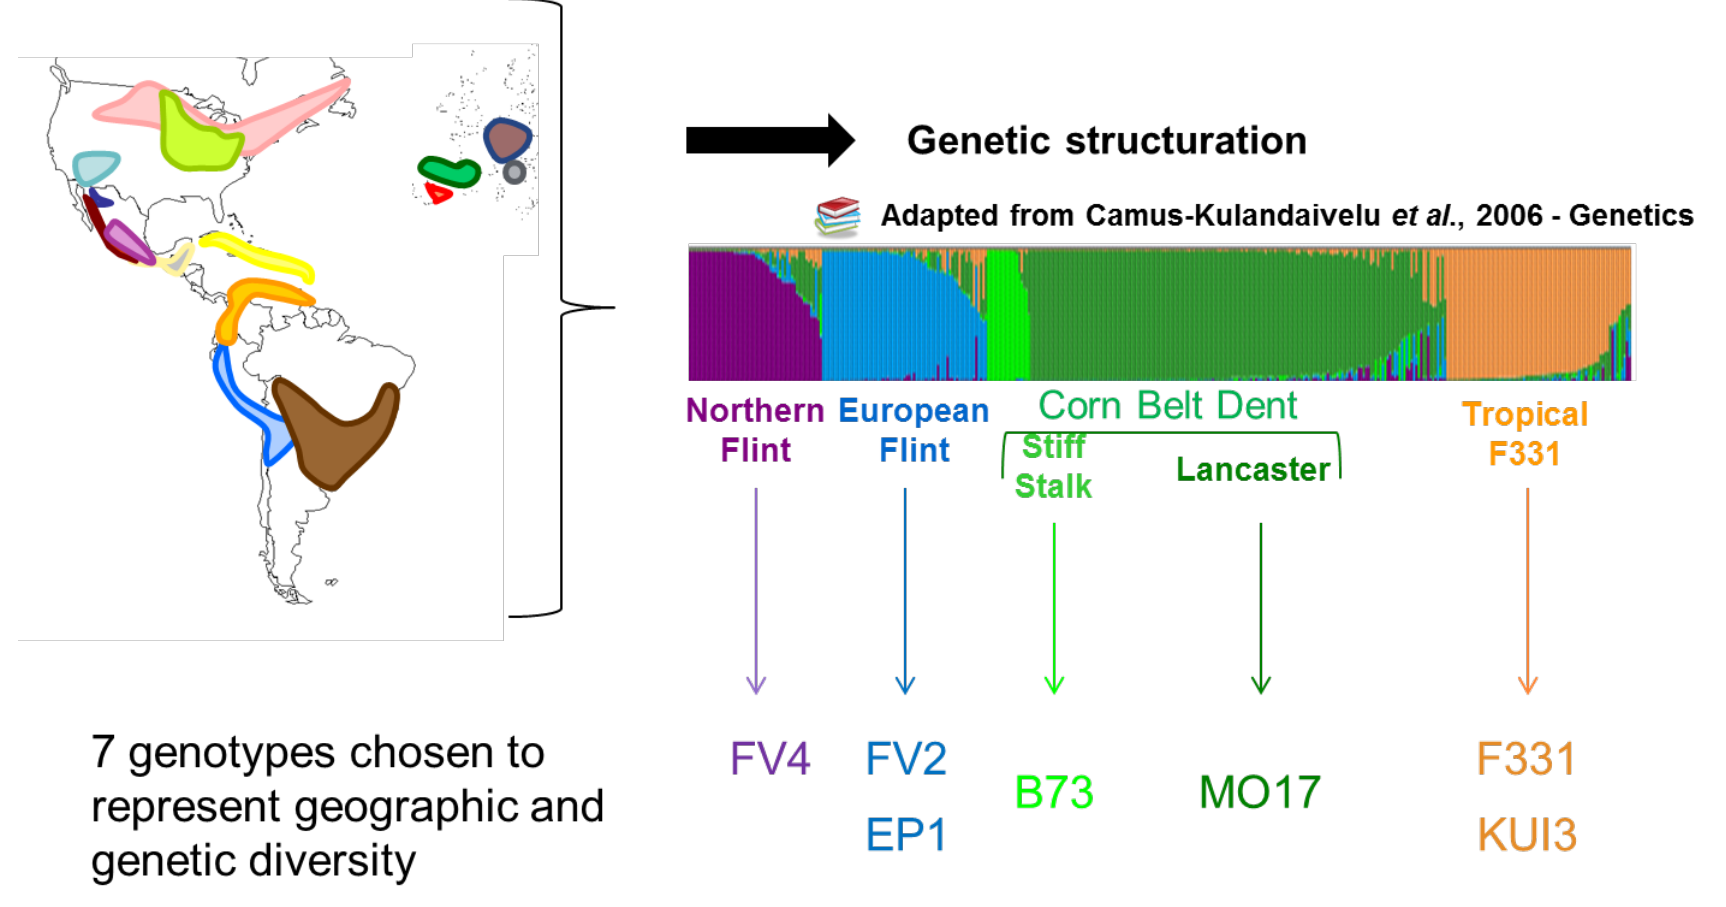 Genetic structuration
Adapted from Camus-Kulandaivelu et al., 2006 - Genetics
Northern
Flint
European
Flint
Corn Belt Dent
Stiff
Stalk
Lancaster
Tropical
F331
7 genotypes chosen to
represent geographic and
genetic diversity
FV4
FV2
EP1
B73
MO17
F331
KUI3